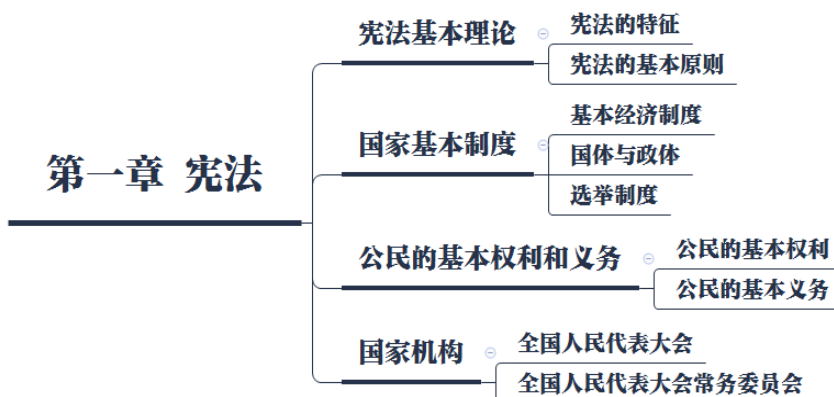 宪法基本理论
宪法的特征
宪法的基本原则
第一章 宪法
国家基本制度
基本经济制度
国体与政体
选举制度
公民的基本权利和义务
公民的基本权利
公民的基本义务
国家机构
全国人民代表大会
全国人民代表大会常务委员会